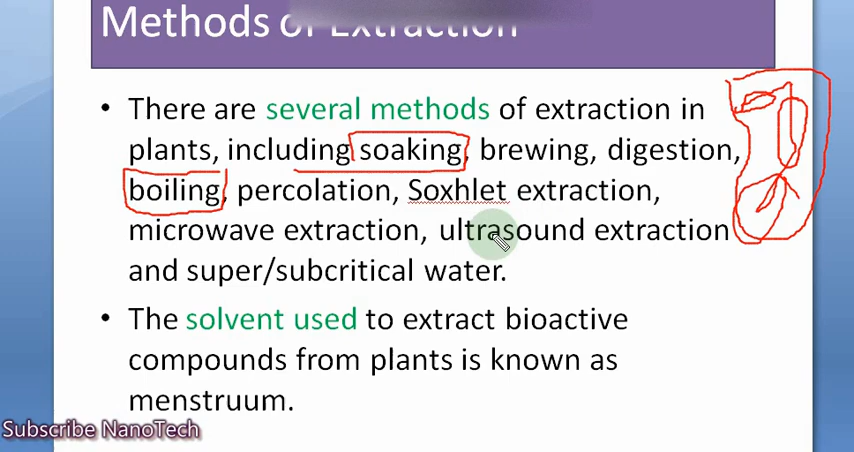 Methods of Extraction
• There are several methods of extraction in
plants, including soaking, brewing, digestion,
boiling, percolation, Soxhlet extraction,
microwave extraction, ultrasound extraction
and super/subcritical water.
• The solvent used to extract bioactive
compounds from plants is known as
menstruum.
Subscribe NanoTech